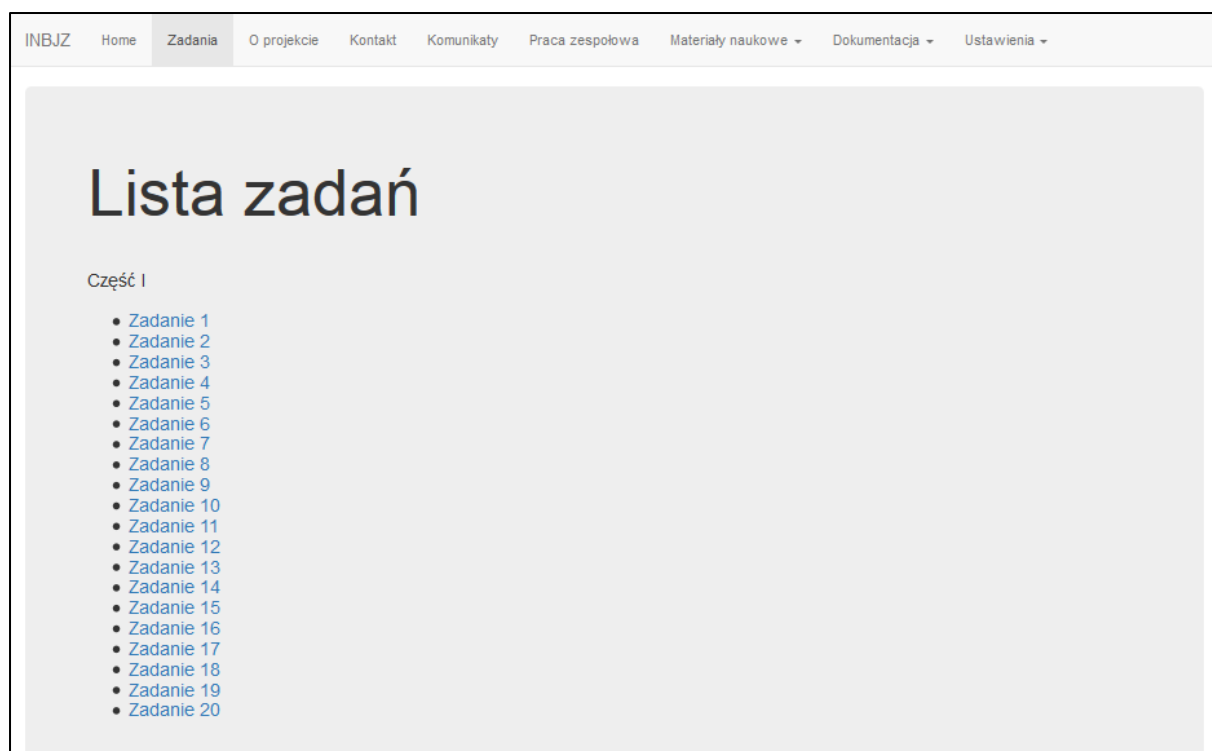 INBJZ Home Zadania O projekcie Kontakt Komunikaty Praca zespołowa Materiały naukowe Dokumentacja Ustawienia
Lista zadań
Część I
Zadanie 1
Zadanie 2
Zadanie 3
Zadanie 4
Zadanie 5
Zadanie 6
Zadanie 7
Zadanie 8
Zadanie 9
Zadanie 10
Zadanie 11
Zadanie 12
Zadanie 13
Zadanie 14
Zadanie 15
Zadanie 16
Zadanie 17
Zadanie 18
Zadanie 19
Zadanie 20